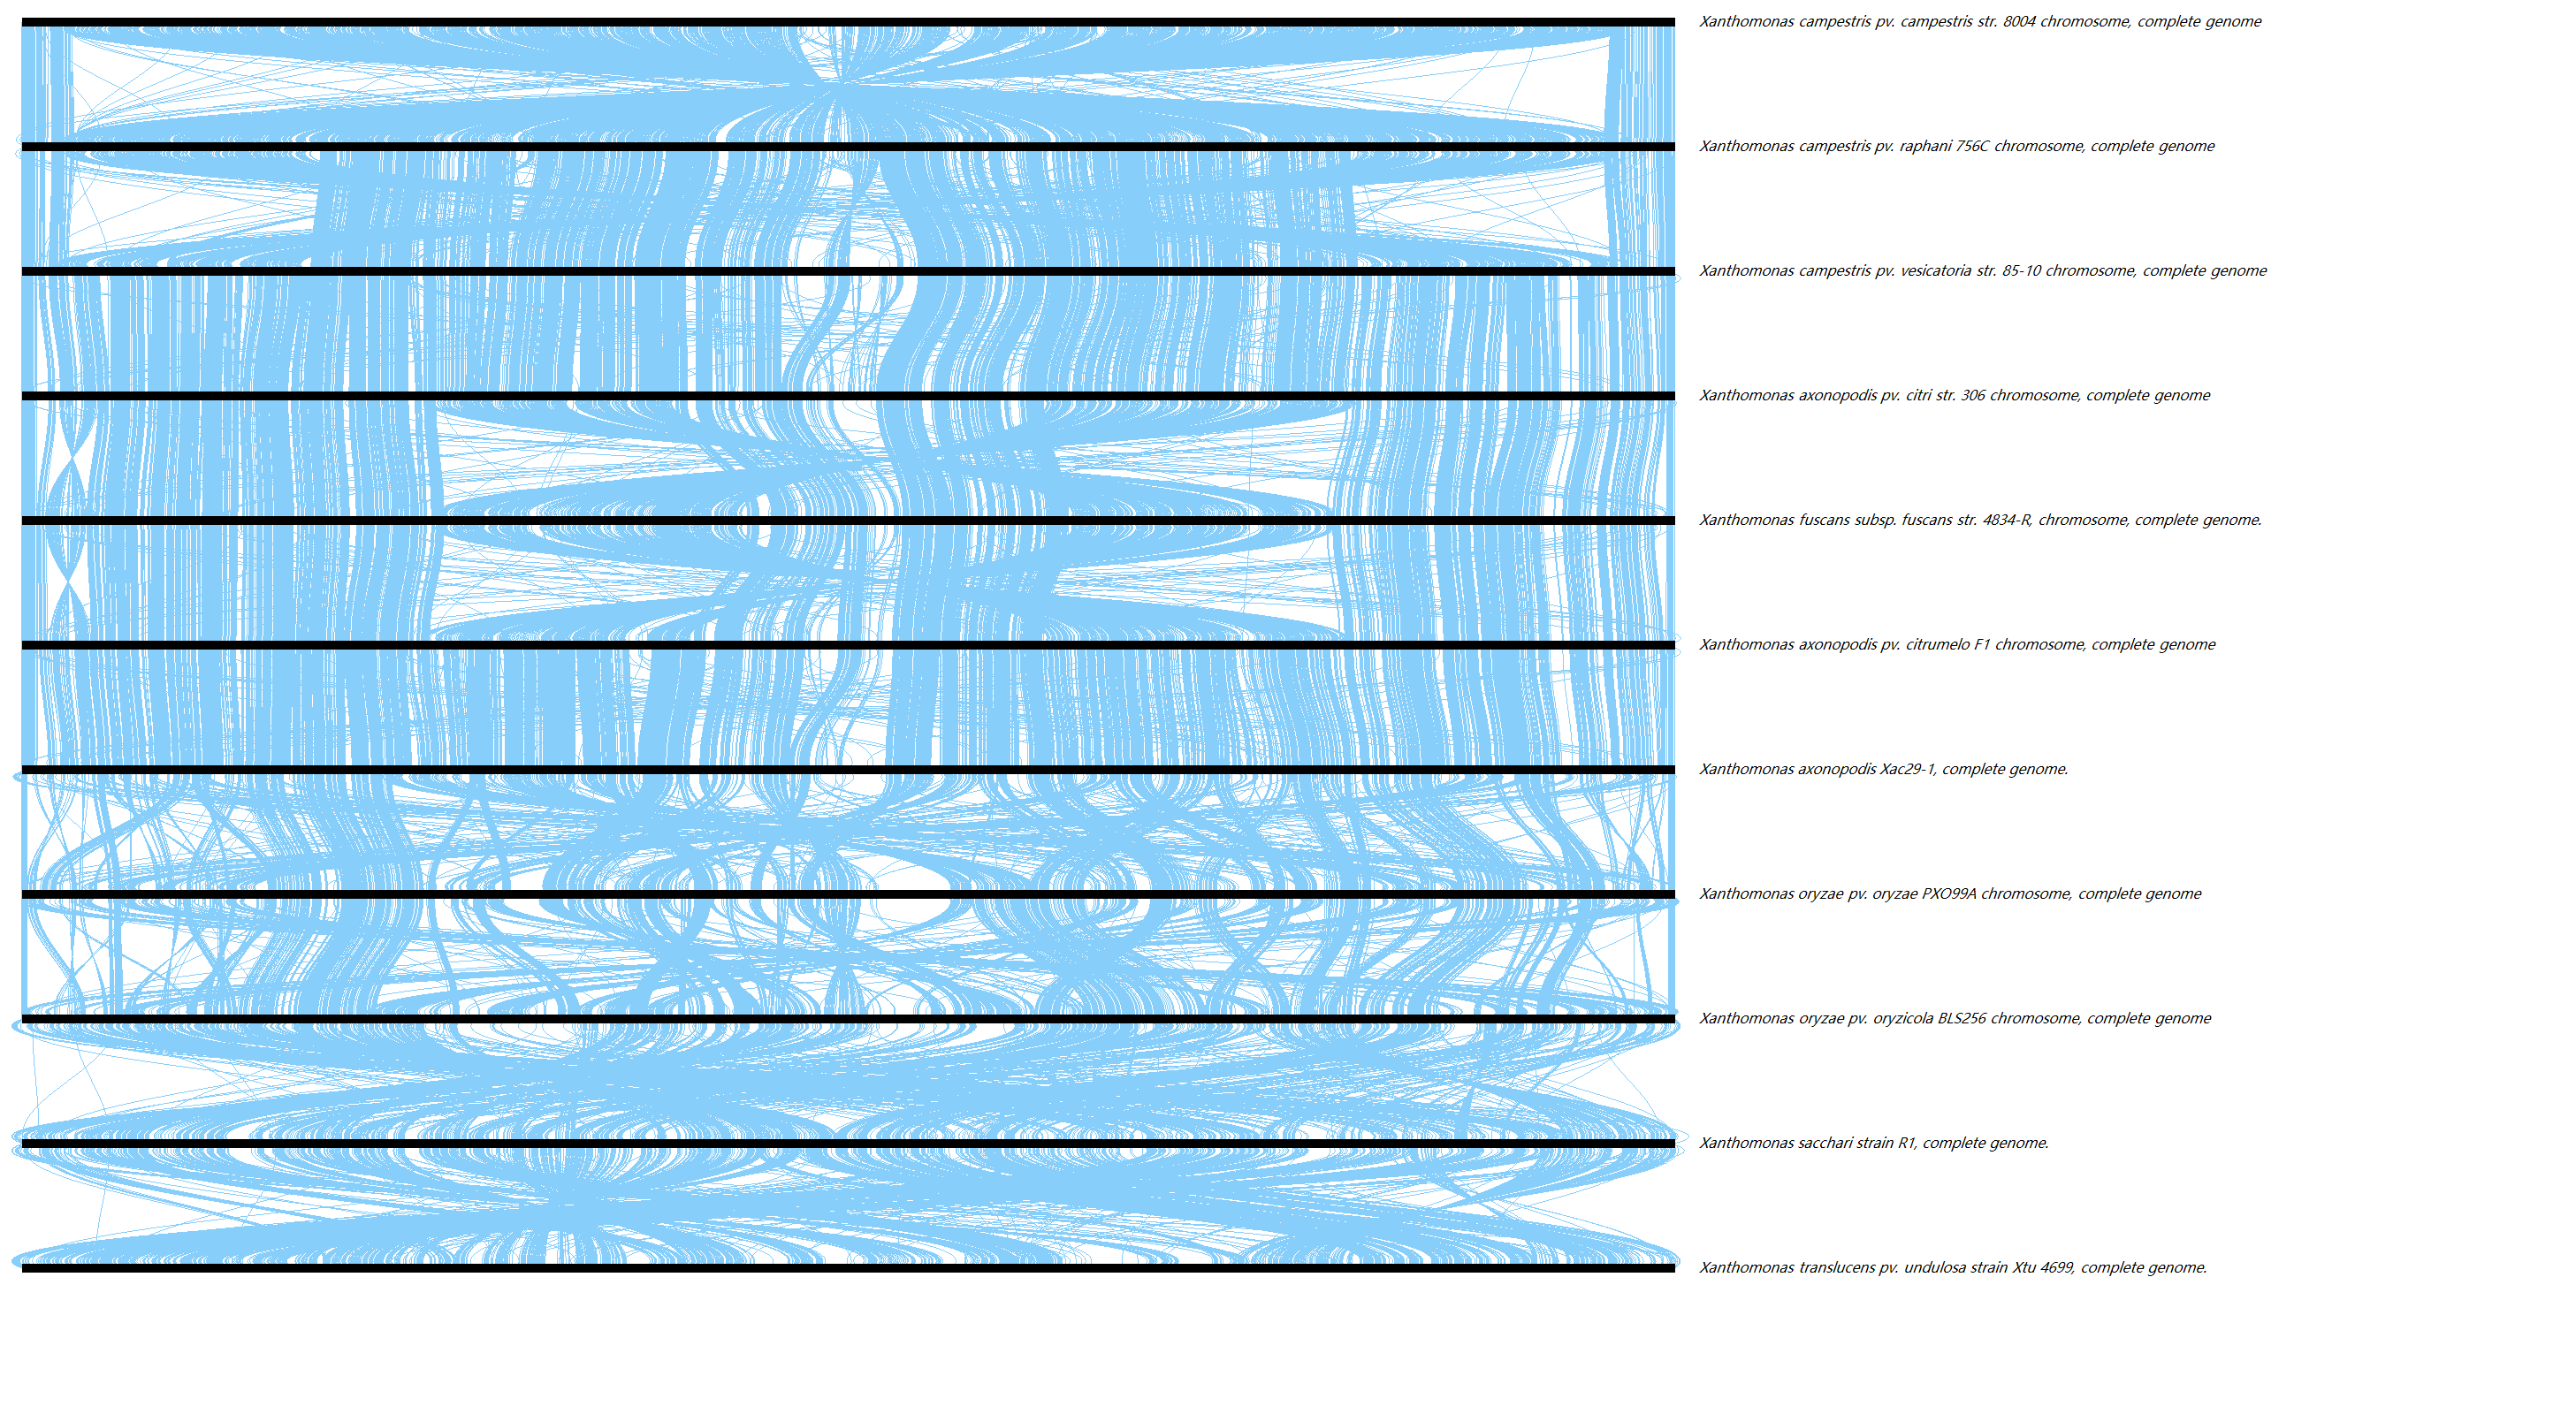 Xanthomonas campestris pv. campestris str. 8004 chromosome, complete genome
Xanthomonas campestris pv. raphani 756C chromosome, complete genome
Xanthomonas campestris pv. vesicatoria str. 85-10 chromosome, complete genome
Xanthomonas axonopodis pv. citri str. 306 chromosome, complete genome
Xanthomonas fuscans subsp. fuscans str. 4834-R, chromosome, complete genome.
Xanthomonas axonopodis pv. citrumelo F1 chromosome, complete genome
Xanthomonas axonopodis Xac29-1, complete genome.
Xanthomonas oryzae pv. oryzae PXO99A chromosome, complete genome
Xanthomonas oryzae pv. oryzicola BLS256 chromosome, complete genome
Xanthomonas sacchari strain R1, complete genome.
Xanthomonas translucens pv. undulosa strain Xtu 4699, complete genome.